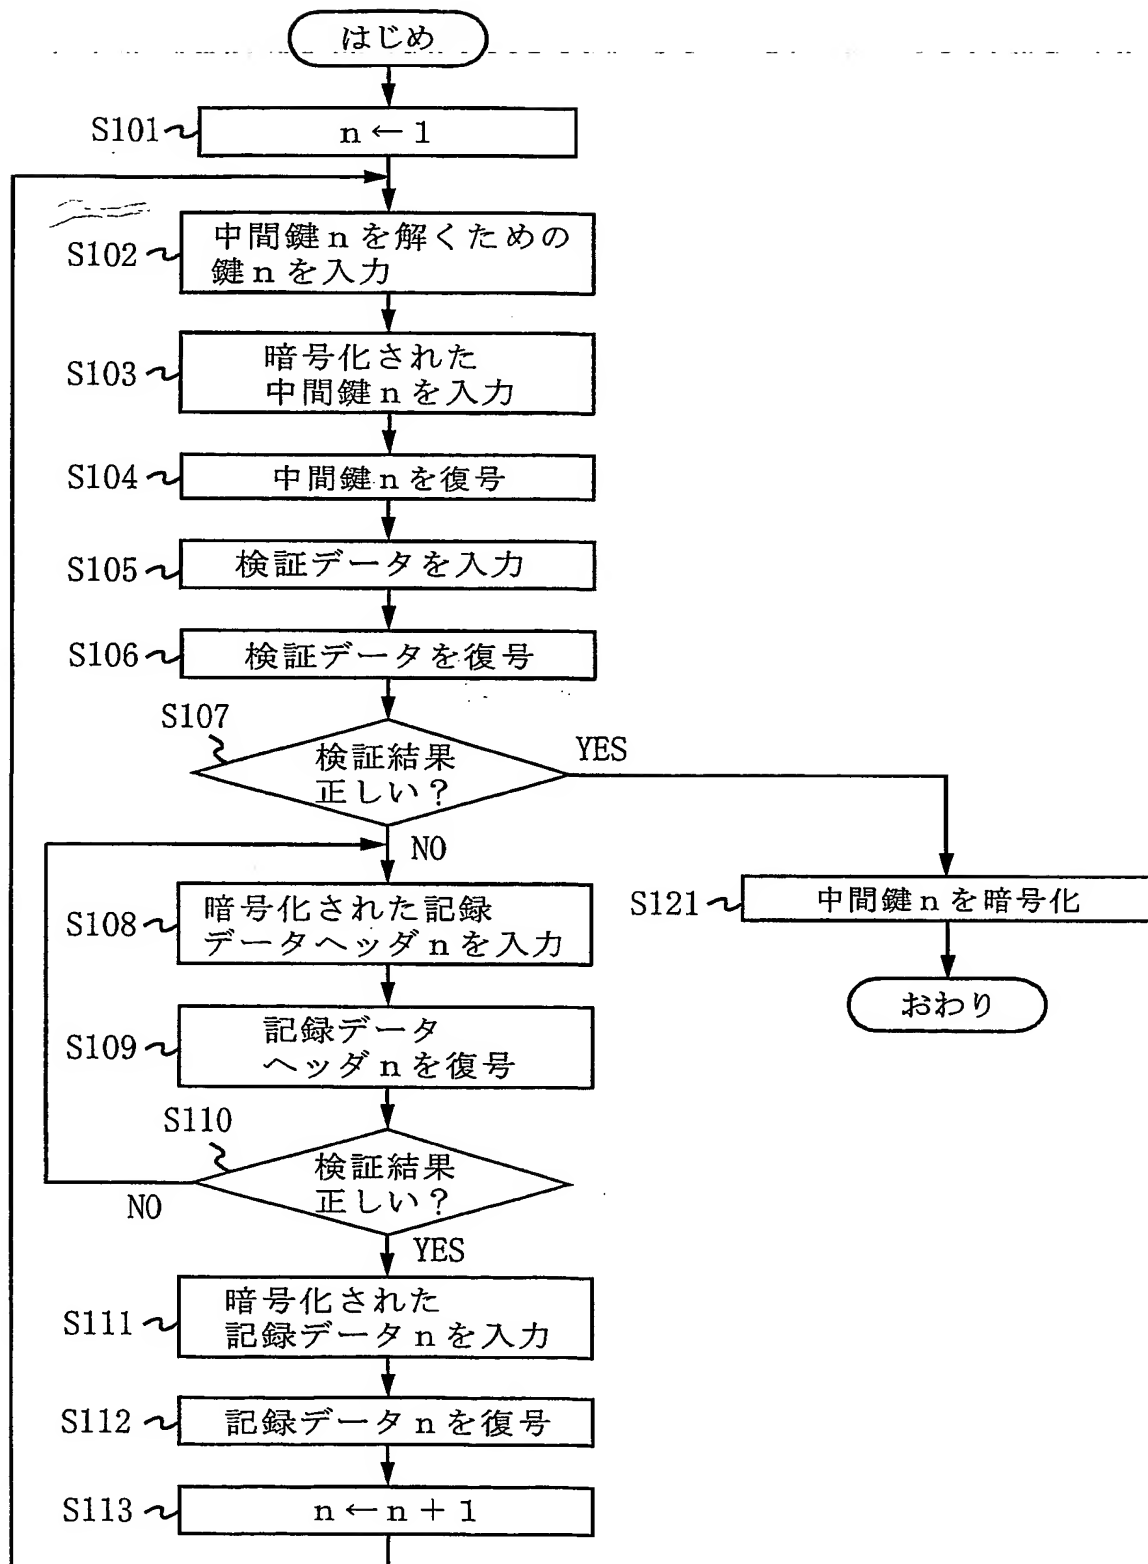 はじめ
S101
n←1
S102
中間鍵nを解くための
鍵nを入力
S103
暗号化された
中間鍵nを入力
S104
中間鍵nを復号
S105
検証データを入力
S106
検証データを復号
S107
検証結果
正しい?
YES
NO
S108
暗号化された記録
データヘッダnを入力
S121
中間鍵nを暗号化
おわり
S109
記録データ
ヘッダnを復号
S110
検証結果
正しい?
NO
YES
S111
暗号化された
記録データnを入力
S112
記録データnを復号
S113
n←n+1